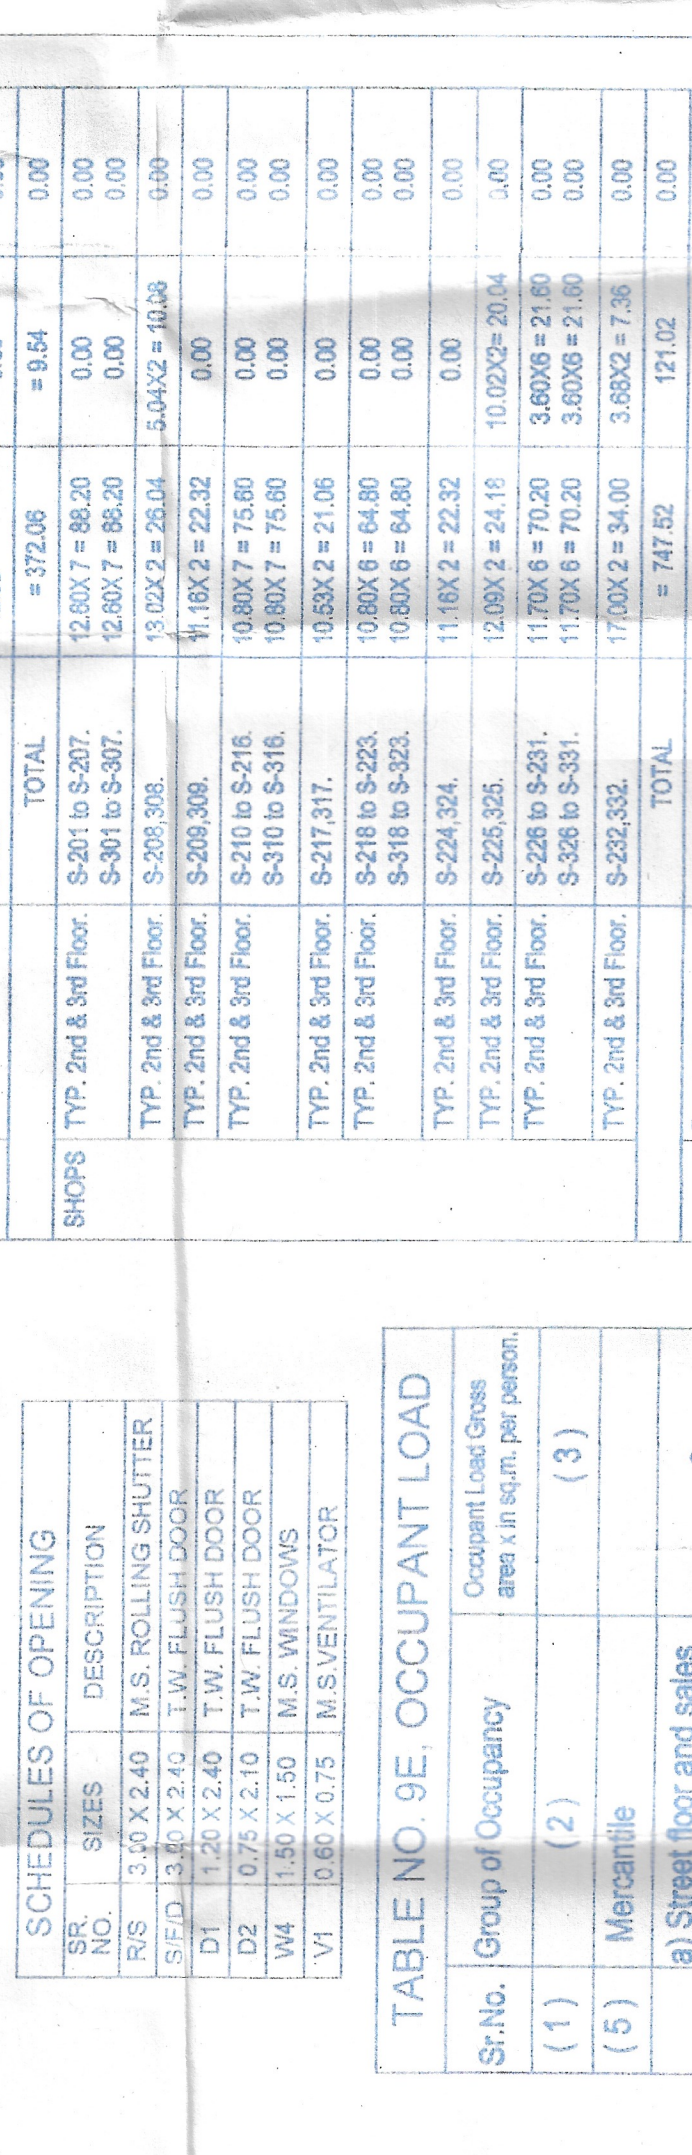 SCHEDULES OF OPENING
SR. NO. SIZES DESCRIPTION
R/S 3.00 X 2.40 M.S. ROLLING SHUTTER
S/F/D 3.00 X 2.40 T.W. FLUSH DOOR
D1 1.20 X 2.40 T.W. FLUSH DOOR
D2 0.75 X 2.10 T.W. FLUSH DOOR
W4 1.50 X 1.50 M.S. WINDOWS
V1 0.60 X 0.75 M.S.VENTILATOR
TABLE NO. 9E, OCCUPANT LOAD
Sr.No. Group of Occupancy Occupant Load Gross
area x in sq.m. per person.
( 1 ) ( 2 ) ( 3 )
( 5 ) Mercantile
a) Street floor and sales
TOTAL = 372.06 = 9.54 0.00
SHOPS TYP. 2nd & 3rd Floor. S-201 to S-207. 12.60X 7 = 88.20 0.00 0.00
S-301 to S-307. 12.60X 7 = 88.20 0.00 0.00
TYP. 2nd & 3rd Floor. S-208,308. 13.02X 2 = 26.04 5.04X2 = 10.08 0.00
TYP. 2nd & 3rd Floor. S-209,309. 11.16X 2 = 22.32 0.00 0.00
TYP. 2nd & 3rd Floor. S-210 to S-216. 10.80X 7 = 75.60 0.00 0.00
S-310 to S-316. 10.80X 7 = 75.60 0.00 0.00
TYP. 2nd & 3rd Floor. S-217,317. 10.53X 2 = 21.06 0.00 0.00
TYP. 2nd & 3rd Floor. S-218 to S-223. 10.80X 6 = 64.80 0.00 0.00
S-318 to S-323. 10.80X 6 = 64.80 0.00 0.00
TYP. 2nd & 3rd Floor. S-224,324. 11.16X 2 = 22.32 0.00 0.00
TYP. 2nd & 3rd Floor. S-225,325. 12.09X 2 = 24.18 10.02X2= 20.04 0.00
TYP. 2nd & 3rd Floor. S-226 to S-231. 11.70X 6 = 70.20 3.60X6 = 21.60 0.00
S-326 to S-331. 11.70X 6 = 70.20 3.60X6 = 21.60 0.00
TYP. 2nd & 3rd Floor. S-232,332. 17.00X 2 = 34.00 3.68X2 = 7.36 0.00
TOTAL = 747.52 121.02 0.00